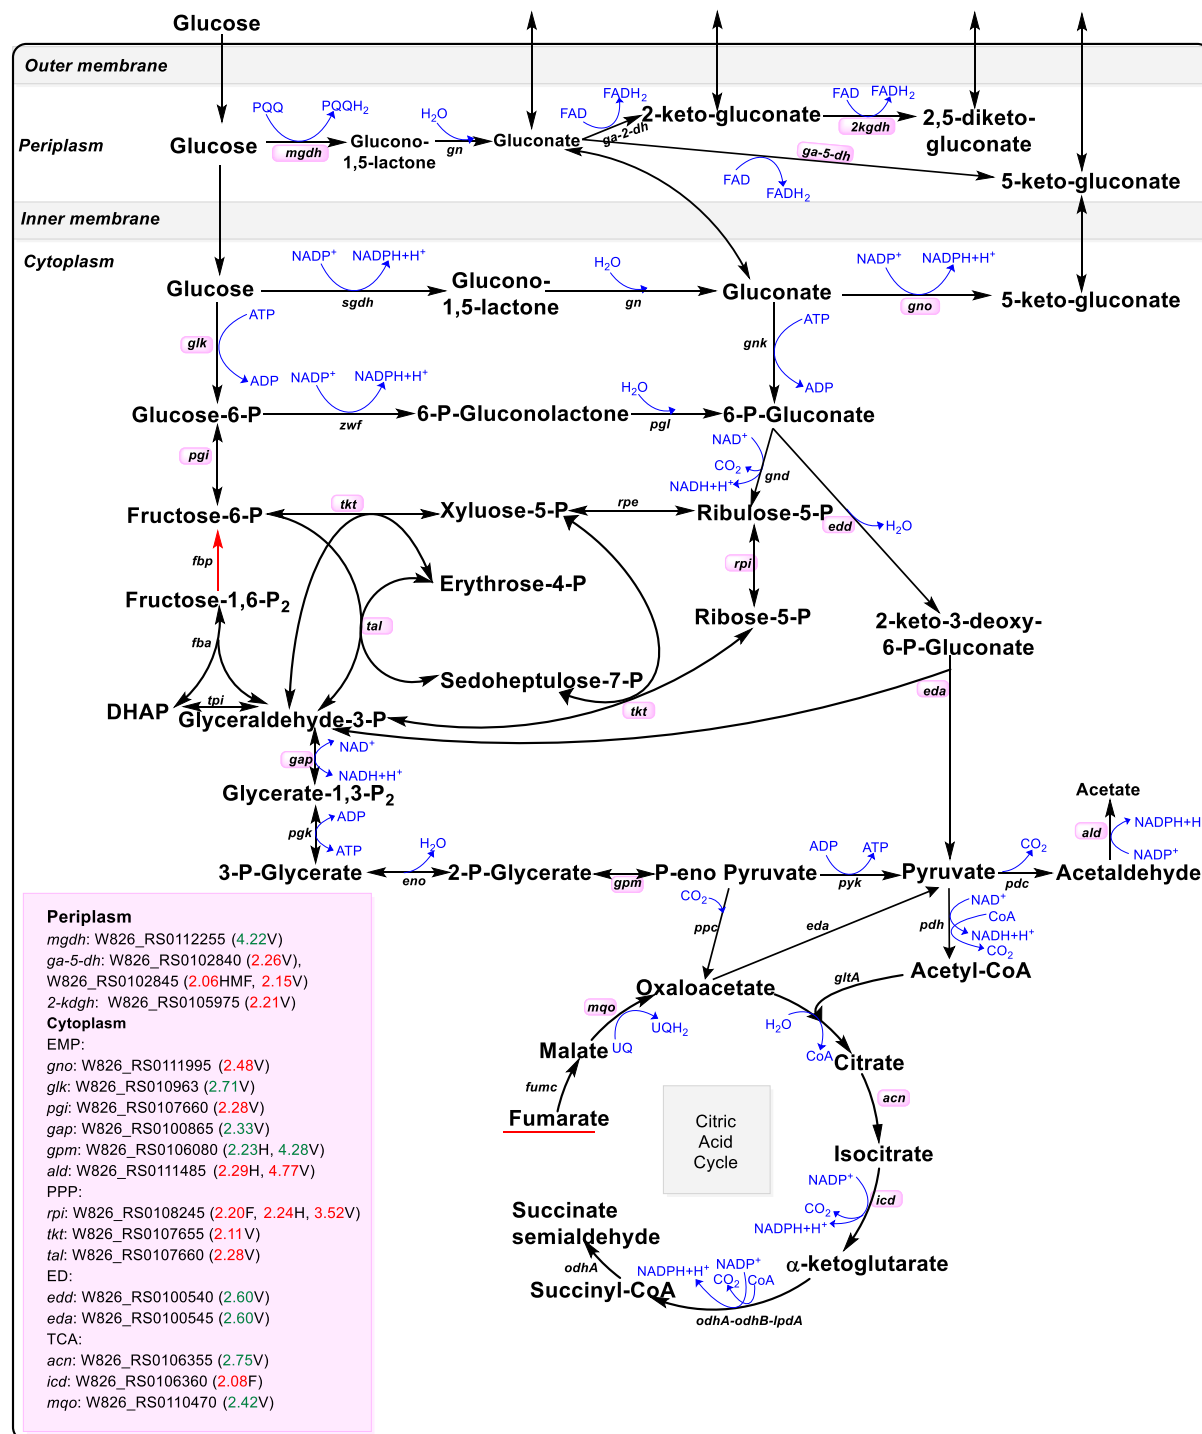 Glucose
Outer membrane
Periplasm
Glucose
PQQ
PQQH2
mgdh
Glucono-
1,5-lactone
H2O
gn
Gluconate
FAD
FADH2
ga-2-dh
2-keto-gluconate
FAD
FADH2
2kgdh
2,5-diketo-
gluconate
ga-5-dh
FAD
FADH2
5-keto-gluconate
Inner membrane
Cytoplasm
Glucose
NADP+
NADPH+H+
sgdh
Glucono-
1,5-lactone
H2O
gn
Gluconate
NADP+
NADPH+H+
gno
5-keto-gluconate
glk
ATP
ADP
gnk
ATP
ADP
Glucose-6-P
NADP+
NADPH+H+
zwf
6-P-Gluconolactone
H2O
pgl
6-P-Gluconate
pgi
NAD+
CO2
NADH+H+
gnd
Fructose-6-P
tkt
Xyluose-5-P
rpe
Ribulose-5-P
edd
H2O
fbp
rpi
Erythrose-4-P
Fructose-1,6-P2
Ribose-5-P
2-keto-3-deoxy-
6-P-Gluconate
fba
tal
Sedoheptulose-7-P
eda
tpi
tkt
DHAP
Glyceraldehyde-3-P
gap
NAD+
NADH+H+
Glycerate-1,3-P2
pgk
ADP
ATP
Acetate
ald
NADPH+H
NADP+
3-P-Glycerate
H2O
eno
2-P-Glycerate
gpm
P-eno Pyruvate
ADP
ATP
pyk
Pyruvate
CO2
pdc
Acetaldehyde
CO2
ppc
eda
pdh
NAD+
CoA
NADH+H+
CO2
Acetyl-CoA
gltA
Oxaloacetate
mqo
UQH2
UQ
H2O
CoA
Citrate
Malate
fumc
Fumarate
acn
Citric
Acid
Cycle
Isocitrate
NADP+
CO2
NADPH+H+
icd
Succinate
semialdehyde
α-ketoglutarate
odhA
NADPH+H+
NADP+
CO2
CoA
Succinyl-CoA
odhA-odhB-lpdA
Periplasm
mgdh: W826_RS0112255 (4.22V)
ga-5-dh: W826_RS0102840 (2.26V),
W826_RS0102845 (2.06HMF, 2.15V)
2-kdgh: W826_RS0105975 (2.21V)
Cytoplasm
EMP:
gno: W826_RS0111995 (2.48V)
glk: W826_RS010963 (2.71V)
pgi: W826_RS0107660 (2.28V)
gap: W826_RS0100865 (2.33V)
gpm: W826_RS0106080 (2.23H, 4.28V)
ald: W826_RS0111485 (2.29H, 4.77V)
PPP:
rpi: W826_RS0108245 (2.20F, 2.24H, 3.52V)
tkt: W826_RS0107655 (2.11V)
tal: W826_RS0107660 (2.28V)
ED:
edd: W826_RS0100540 (2.60V)
eda: W826_RS0100545 (2.60V)
TCA:
acn: W826_RS0106355 (2.75V)
icd: W826_RS0106360 (2.08F)
mqo: W826_RS0110470 (2.42V)